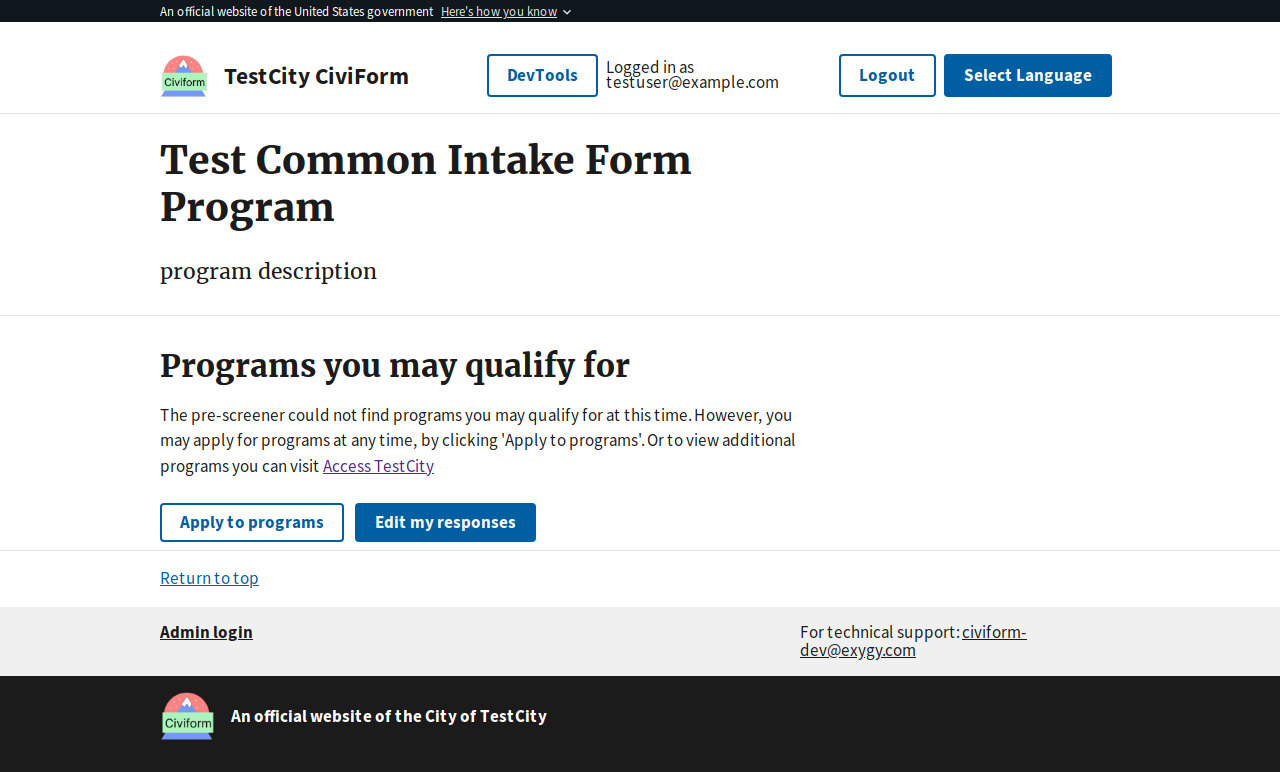 An official website of the United States government Here's how you know
Civiform
TestCity CiviForm
DevTools
Logged in as
testuser@example.com
Logout
Select Language
Test Common Intake Form
Program
program description
Programs you may qualify for
The pre-screener could not find programs you may qualify for at this time. However, you
may apply for programs at any time, by clicking 'Apply to programs'. Or to view additional
programs you can visit Access TestCity
Apply to programs
Edit my responses
Return to top
Admin login
For technical support: civiform-
dev@exygy.com
Civiform
An official website of the City of TestCity